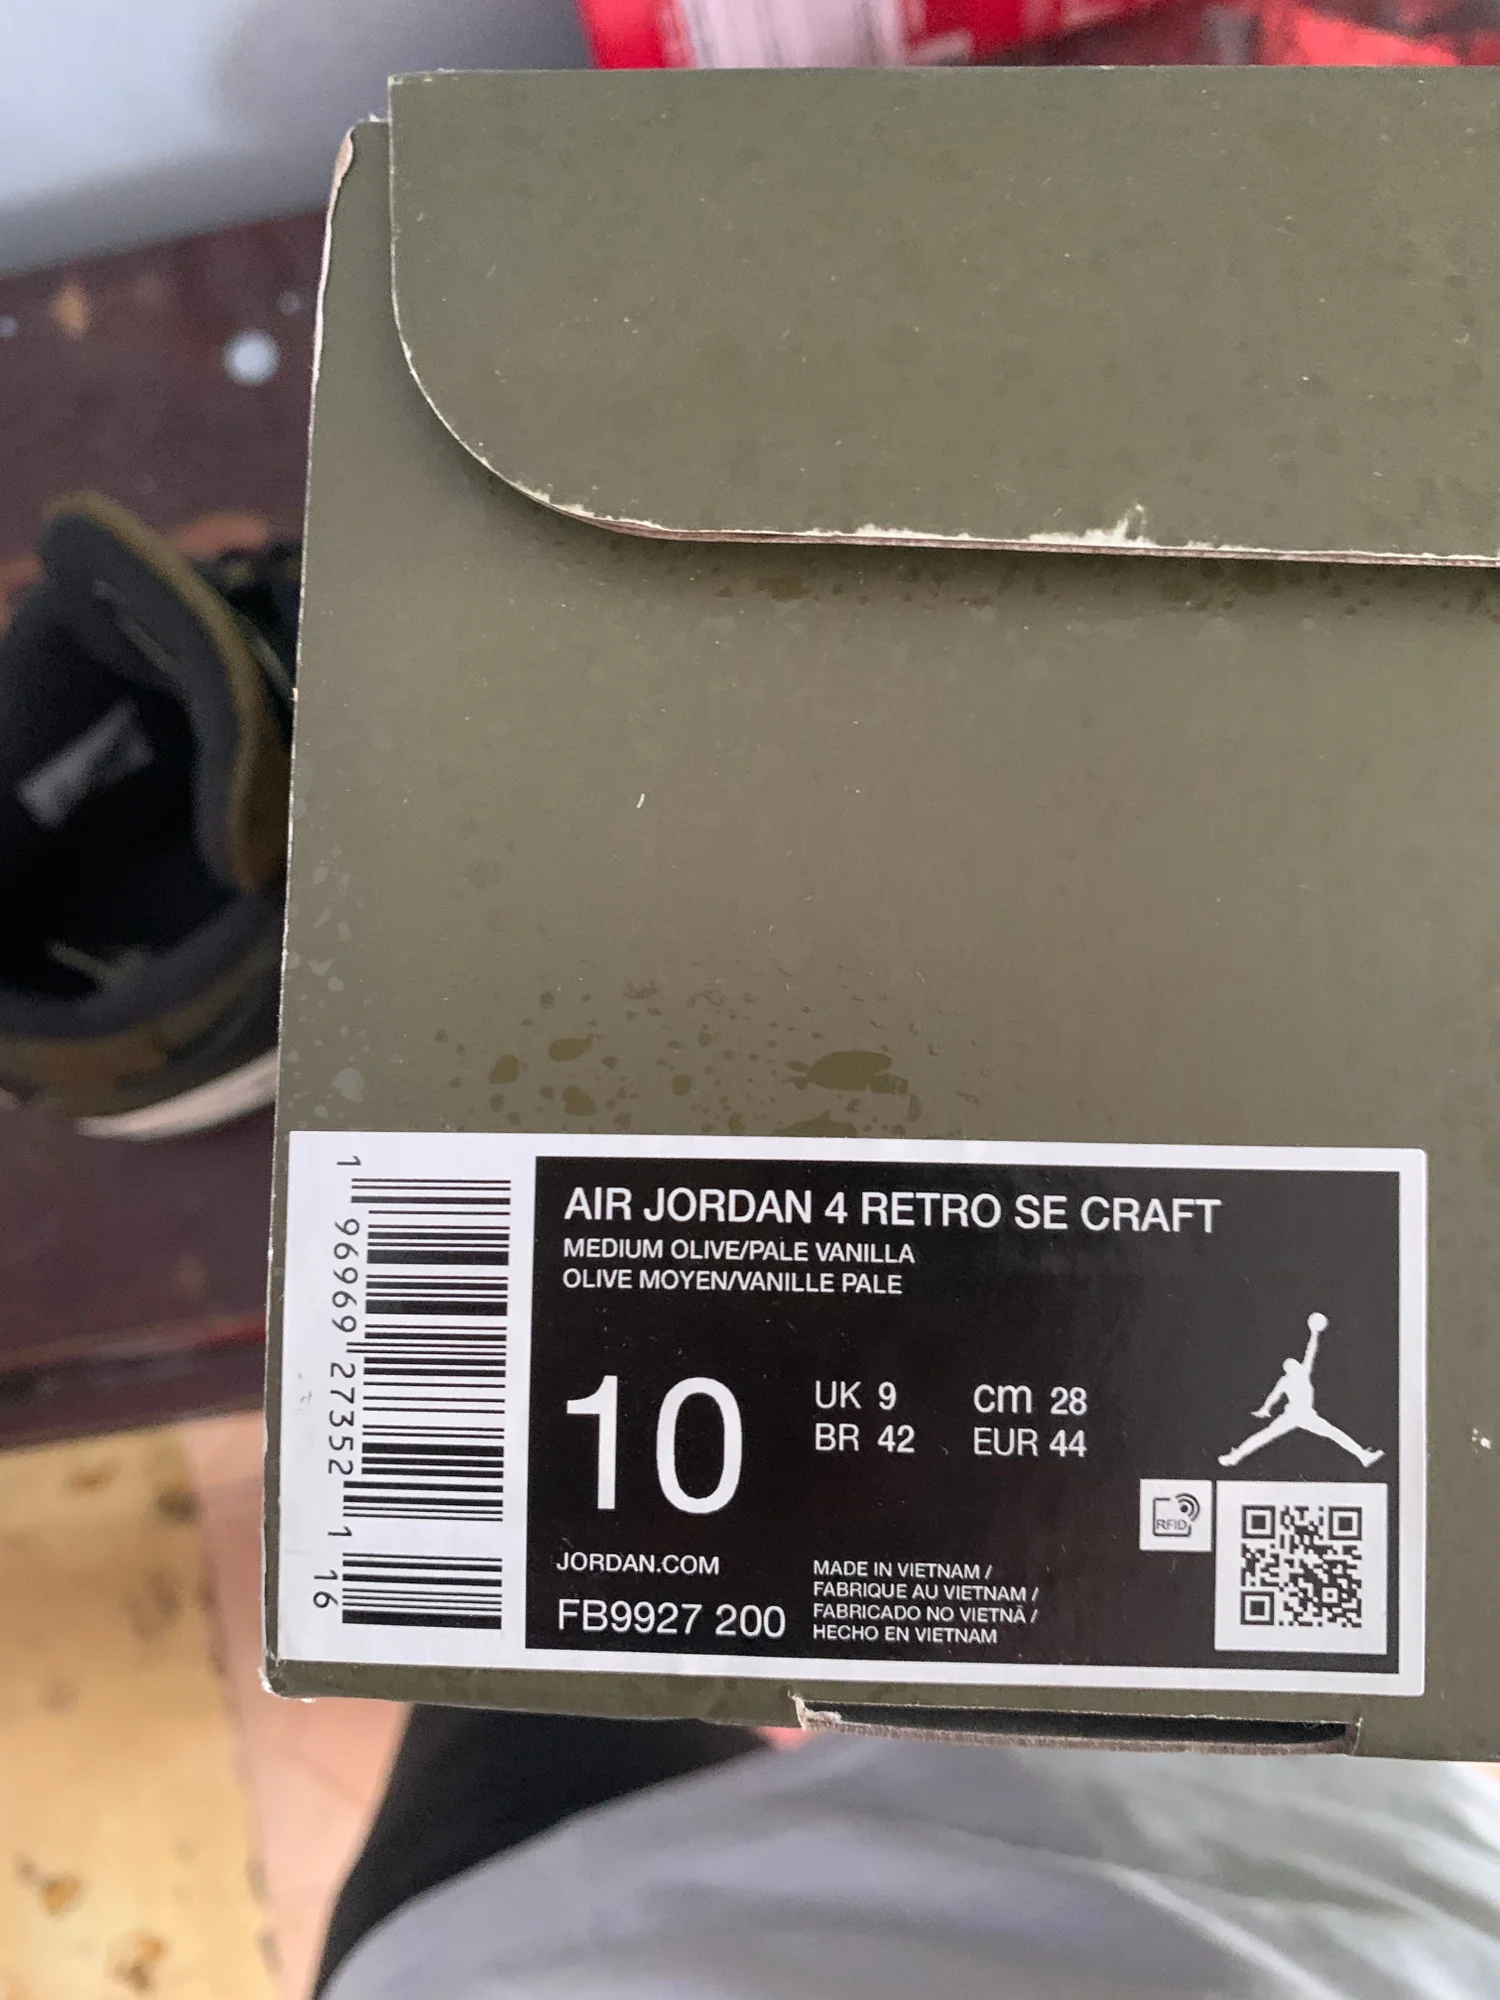 AIR JORDAN 4 RETRO SE CRAFT
MEDIUM OLIVE/PALE VANILLA
OLIVE MOYEN/VANILLE PALE
10
UK 9
cm 28
BR 42
EUR 44
RFID
JORDAN.COM
FB9927 200
MADE IN VIETNAM /
FABRIQUE AU VIETNAM /
FABRICADO NO VIETNÃ /
HECHO EN VIETNAM
1 96969 27352 1 16